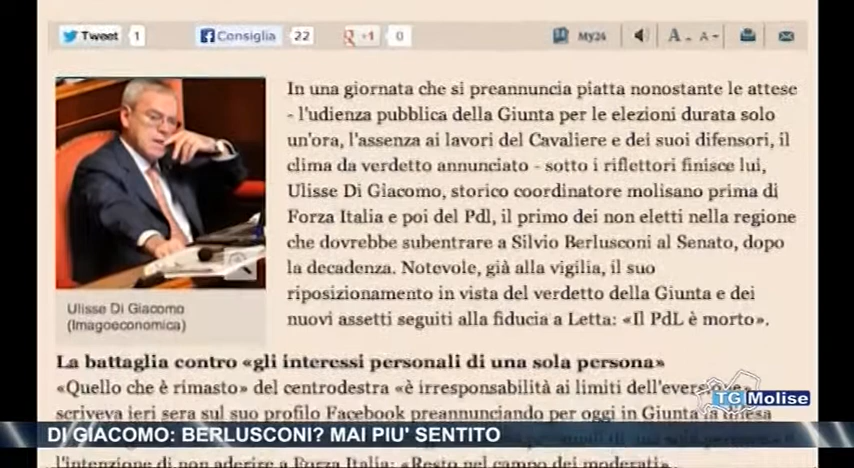 Tweet 1 Consiglia 22 +1 0 My24 A A
In una giornata che si preannuncia piatta nonostante le attese
- l'udienza pubblica della Giunta per le elezioni durata solo
un'ora, l'assenza ai lavori del Cavaliere e dei suoi difensori, il
clima da verdetto annunciato - sotto i riflettori finisce lui,
Ulisse Di Giacomo, storico coordinatore molisano prima di
Forza Italia e poi del Pdl, il primo dei non eletti nella regione
che dovrebbe subentrare a Silvio Berlusconi al Senato, dopo
la decadenza. Notevole, già alla vigilia, il suo
riposizionamento in vista del verdetto della Giunta e dei
nuovi assetti seguiti alla fiducia a Letta: «Il PdL è morto».
Ulisse Di Giacomo
(Imagoeconomica)
La battaglia contro «gli interessi personali di una sola persona»
«Quello che è rimasto» del centrodestra «è irresponsabilità ai limiti dell'eversione»
TG Molise
scriveva ieri sera sul suo profilo Facebook preannunciando per oggi in Giunta la difesa
DI GIACOMO: BERLUSCONI? MAI PIU' SENTITO
l'intenzione di non aderire a Forza Italia: «Resto nel campo dei moderati».